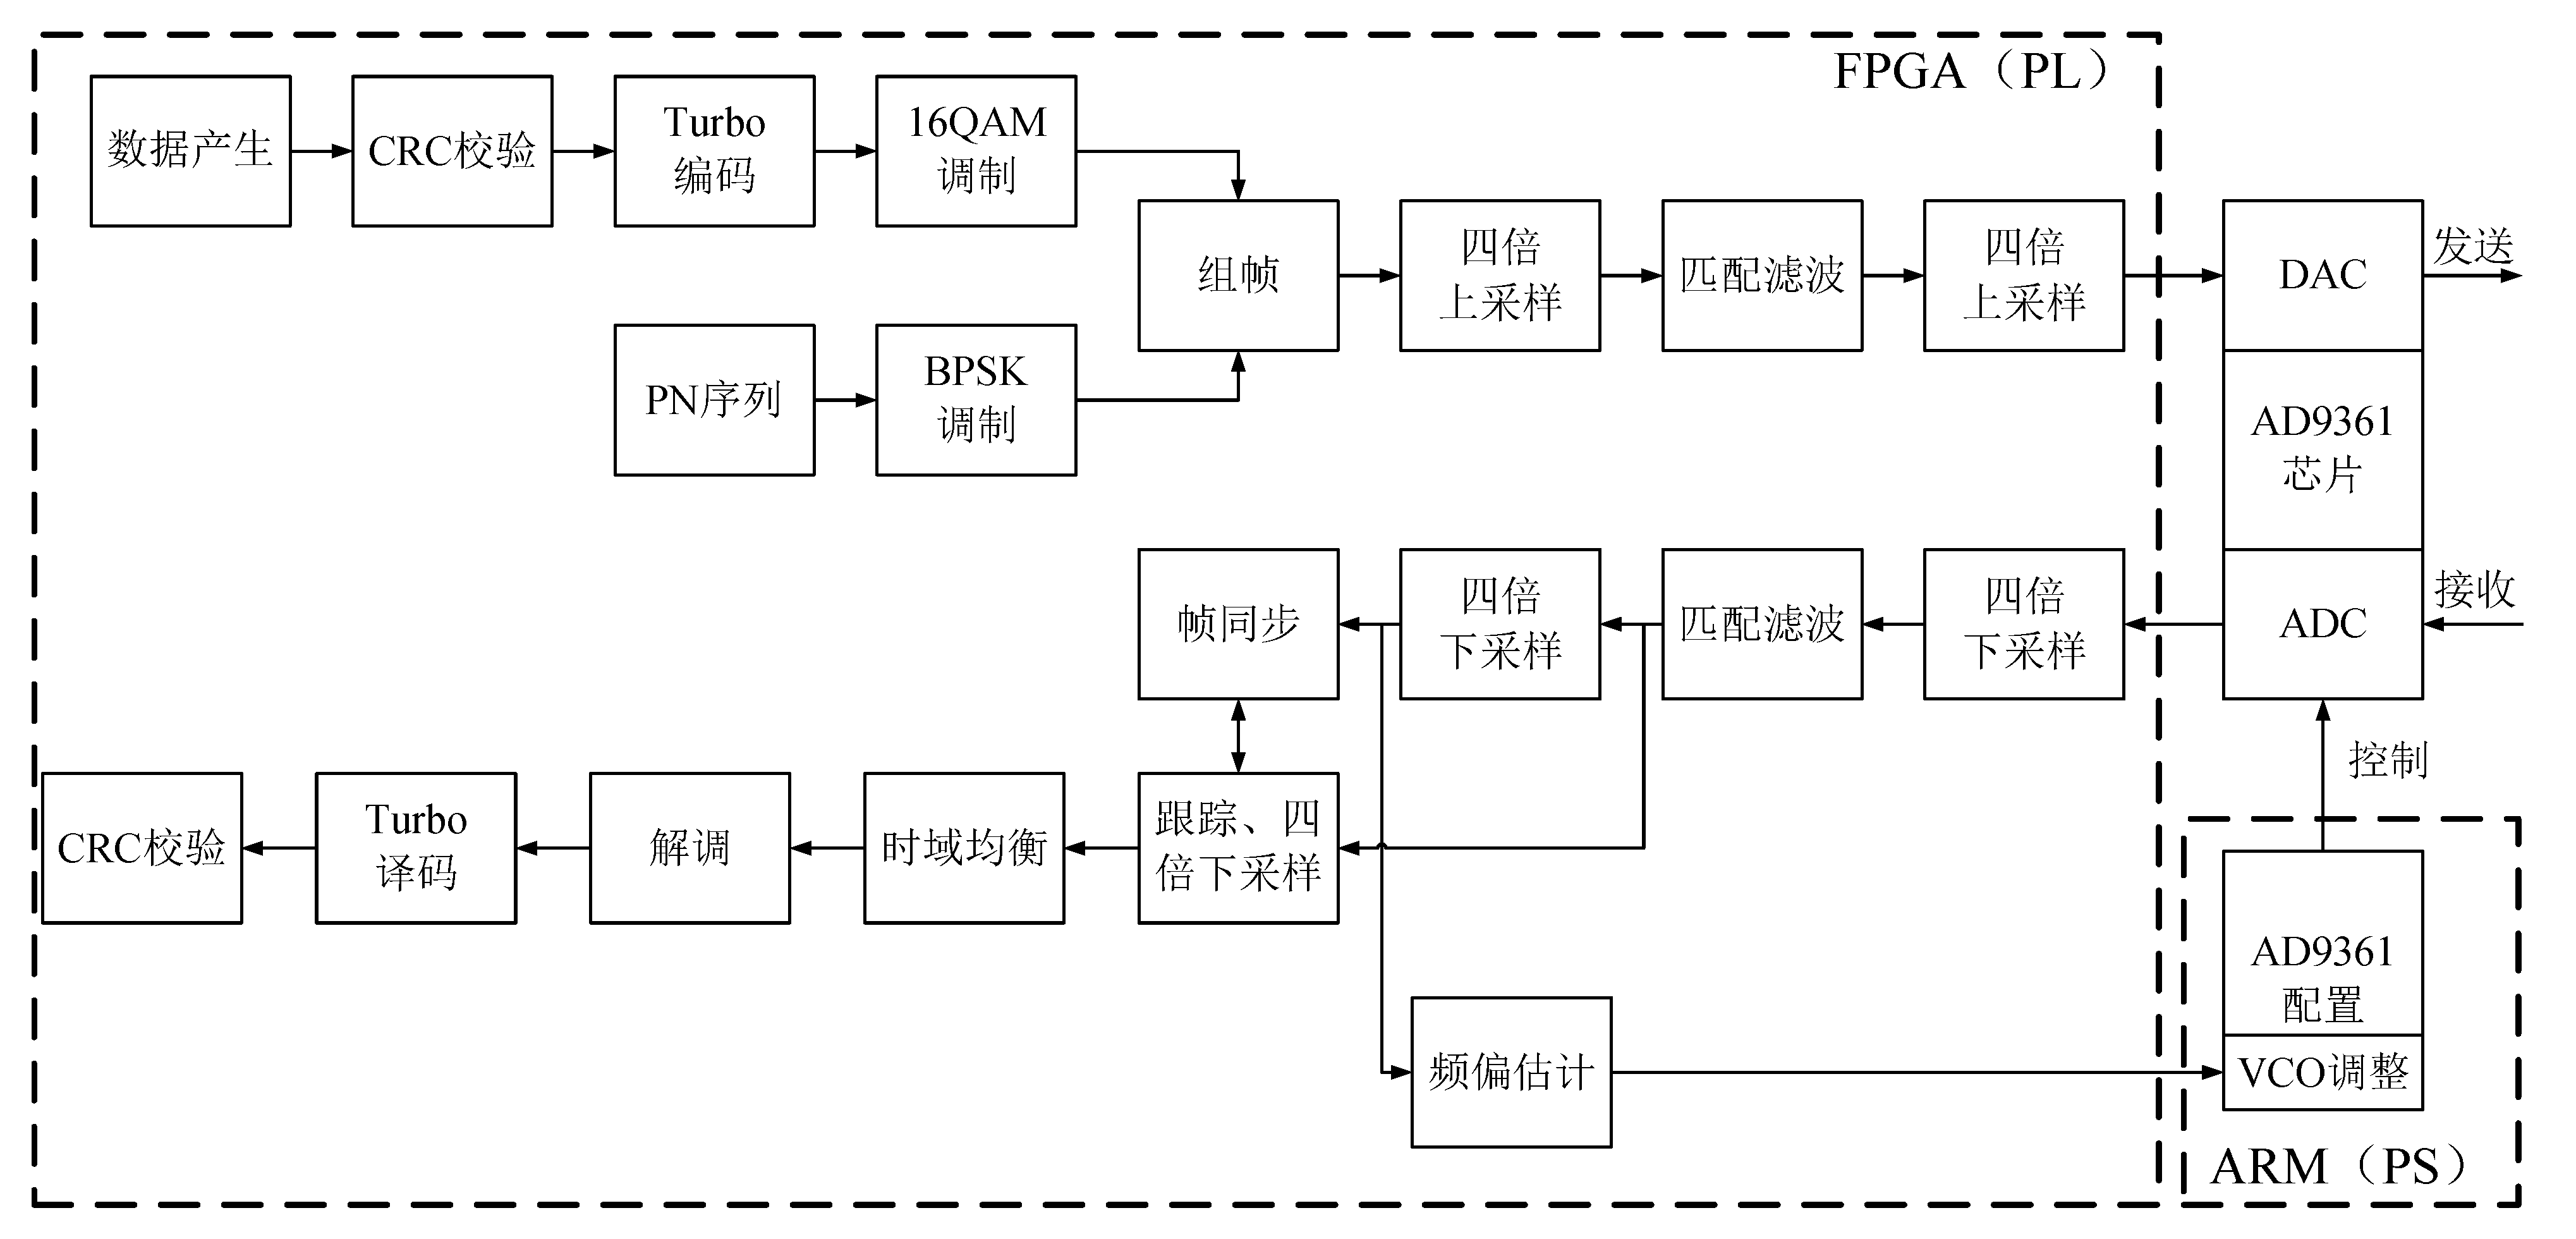 FPGA（PL）
数据产生
CRC校验
Turbo
编码
16QAM
调制
PN序列
BPSK
调制
组帧
四倍
上采样
匹配滤波
四倍
上采样
DAC
发送
AD9361
芯片
帧同步
四倍
下采样
匹配滤波
四倍
下采样
ADC
接收
控制
CRC校验
Turbo
译码
解调
时域均衡
跟踪、四
倍下采样
频偏估计
AD9361
配置
VCO调整
ARM（PS）